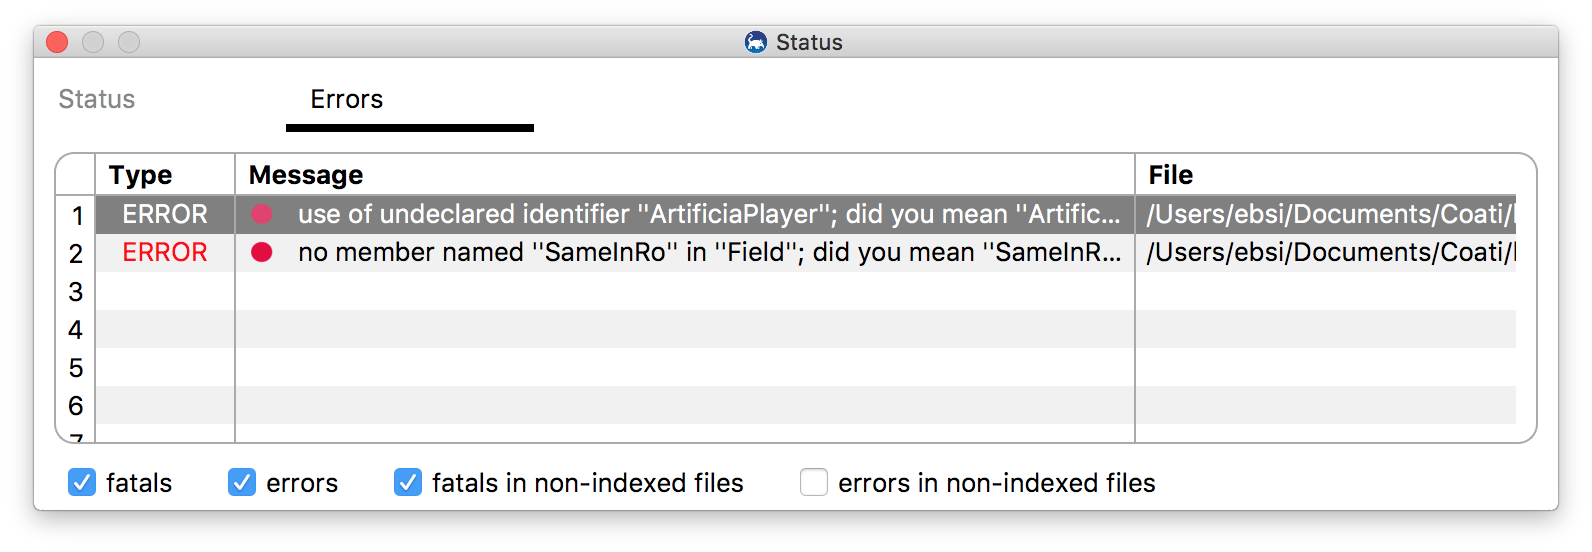 Status
Status Errors
Type Message File
1 ERROR use of undeclared identifier "ArtificiaPlayer"; did you mean "Artific... /Users/ebsi/Documents/Coati/
2 ERROR no member named "SameInRo" in "Field"; did you mean "SameInR... /Users/ebsi/Documents/Coati/
3
4
5
6
7
fatals errors fatals in non-indexed files errors in non-indexed files